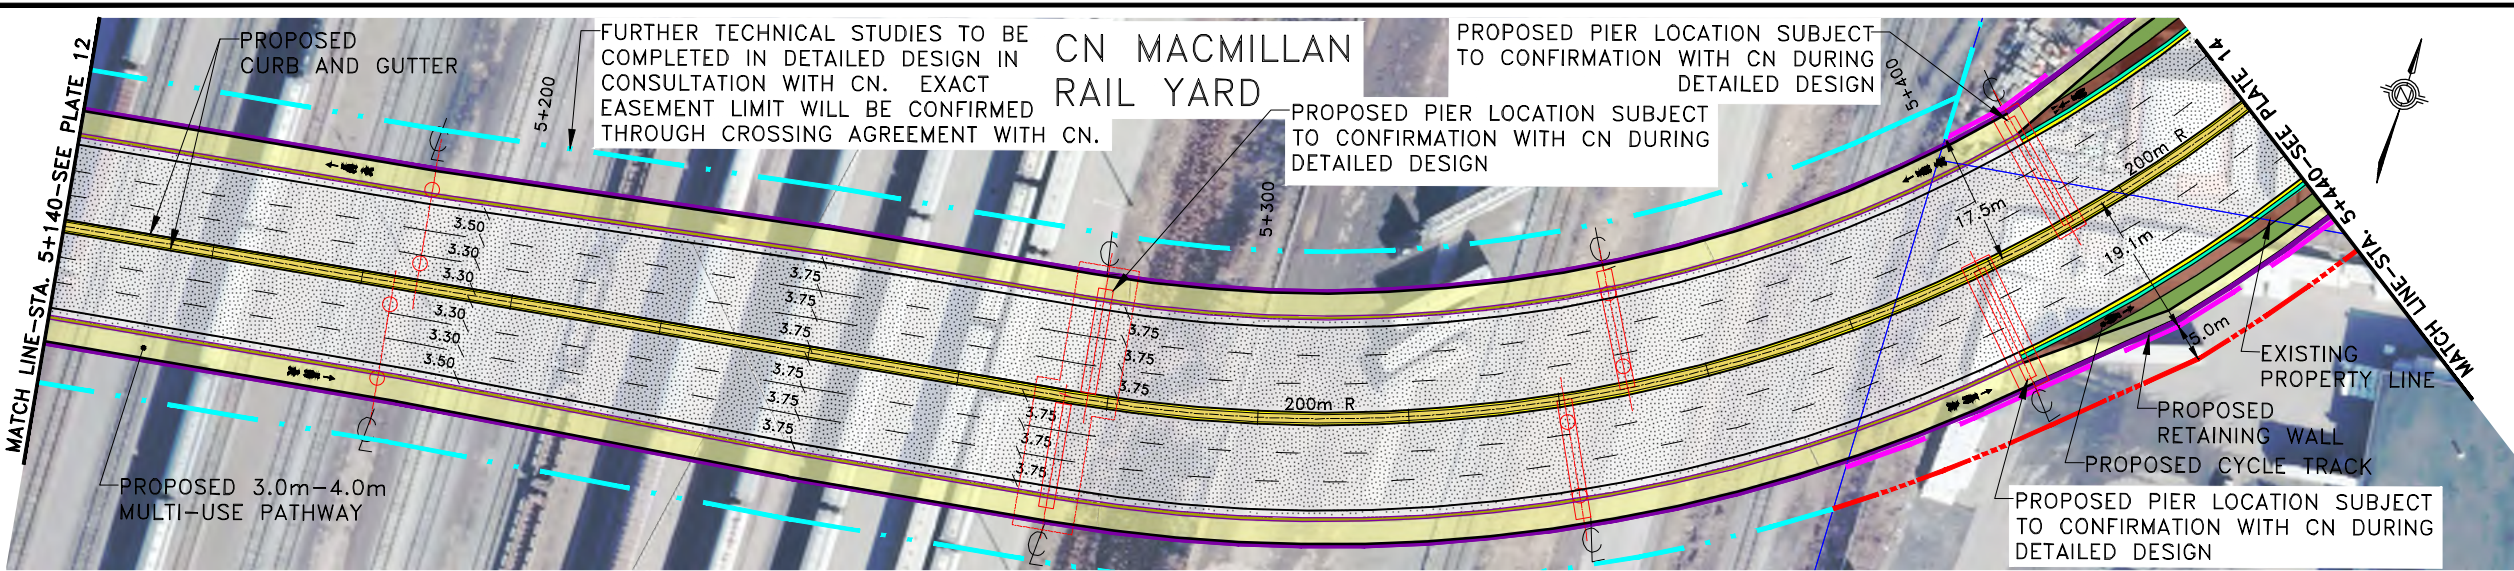 MATCH LINE-STA. 5+140-SEE PLATE 12
PROPOSED
CURB AND GUTTER
5+200
FURTHER TECHNICAL STUDIES TO BE
COMPLETED IN DETAILED DESIGN IN
CONSULTATION WITH CN. EXACT
EASEMENT LIMIT WILL BE CONFIRMED
THROUGH CROSSING AGREEMENT WITH CN.
CN MACMILLAN
RAIL YARD
PROPOSED PIER LOCATION SUBJECT
TO CONFIRMATION WITH CN DURING
DETAILED DESIGN
5+300
PROPOSED PIER LOCATION SUBJECT
TO CONFIRMATION WITH CN DURING
DETAILED DESIGN
5+400
MATCH LINE-STA. 5+440-SEE PLATE 14
N
3.50
3.30
3.30
3.30
3.30
3.50
3.75
3.75
3.75
3.75
3.75
3.75
3.75
3.75
3.75
3.75
3.75
3.75
200m R
200m R
17.5m
19.1m
5.0m
PROPOSED 3.0m-4.0m
MULTI-USE PATHWAY
EXISTING
PROPERTY LINE
PROPOSED
RETAINING WALL
PROPOSED CYCLE TRACK
PROPOSED PIER LOCATION SUBJECT
TO CONFIRMATION WITH CN DURING
DETAILED DESIGN